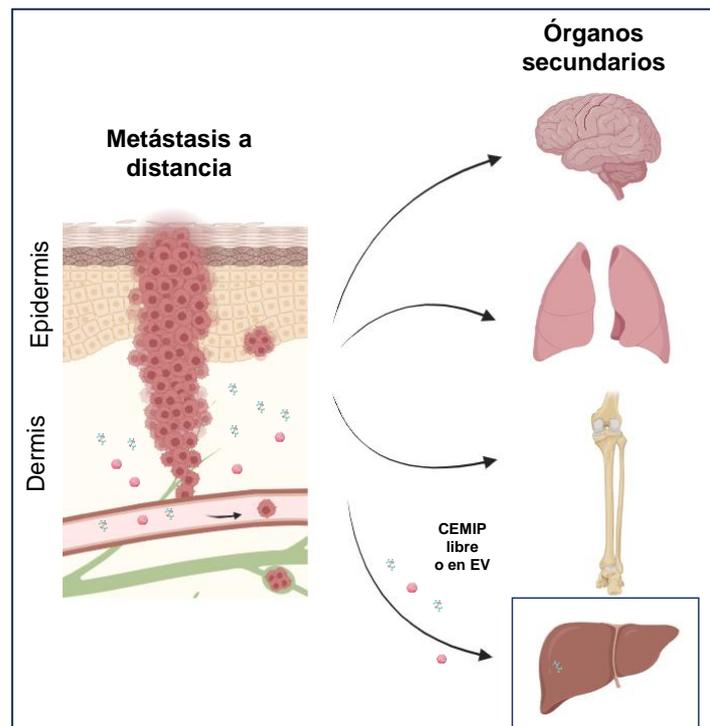 Órganos
secundarios
Metástasis a
distancia
Epidermis
Dermis
CEMIP
libre
o en EV